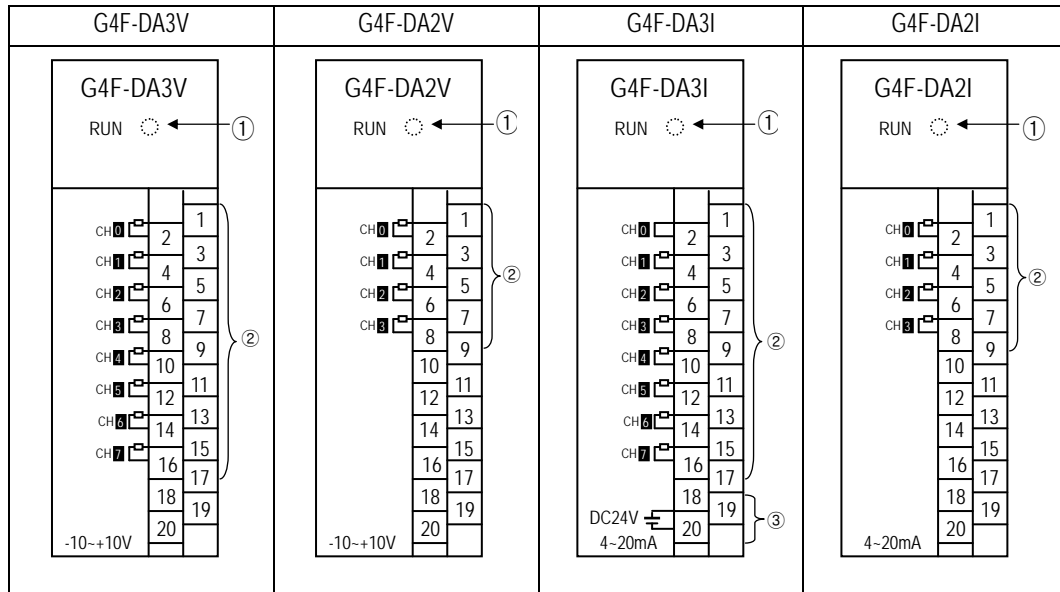 G4F-DA3V G4F-DA2V G4F-DA3I G4F-DA2I
G4F-DA3V
RUN ①
CH0
CH1
CH2
CH3
CH4
CH5
CH6
CH7
1
2
3
4
5
6
7
8
9
10
11
12
13
14
15
16
17
18
19
20
②
-10~+10V
G4F-DA2V
RUN ①
CH0
CH1
CH2
CH3
1
2
3
4
5
6
7
8
9
10
11
12
13
14
15
16
17
18
19
20
②
-10~+10V
G4F-DA3I
RUN ①
CH0
CH1
CH2
CH3
CH4
CH5
CH6
CH7
1
2
3
4
5
6
7
8
9
10
11
12
13
14
15
16
17
18
19
20
②
DC24V
③
4~20mA
G4F-DA2I
RUN ①
CH0
CH1
CH2
CH3
1
2
3
4
5
6
7
8
9
10
11
12
13
14
15
16
17
18
19
20
②
4~20mA